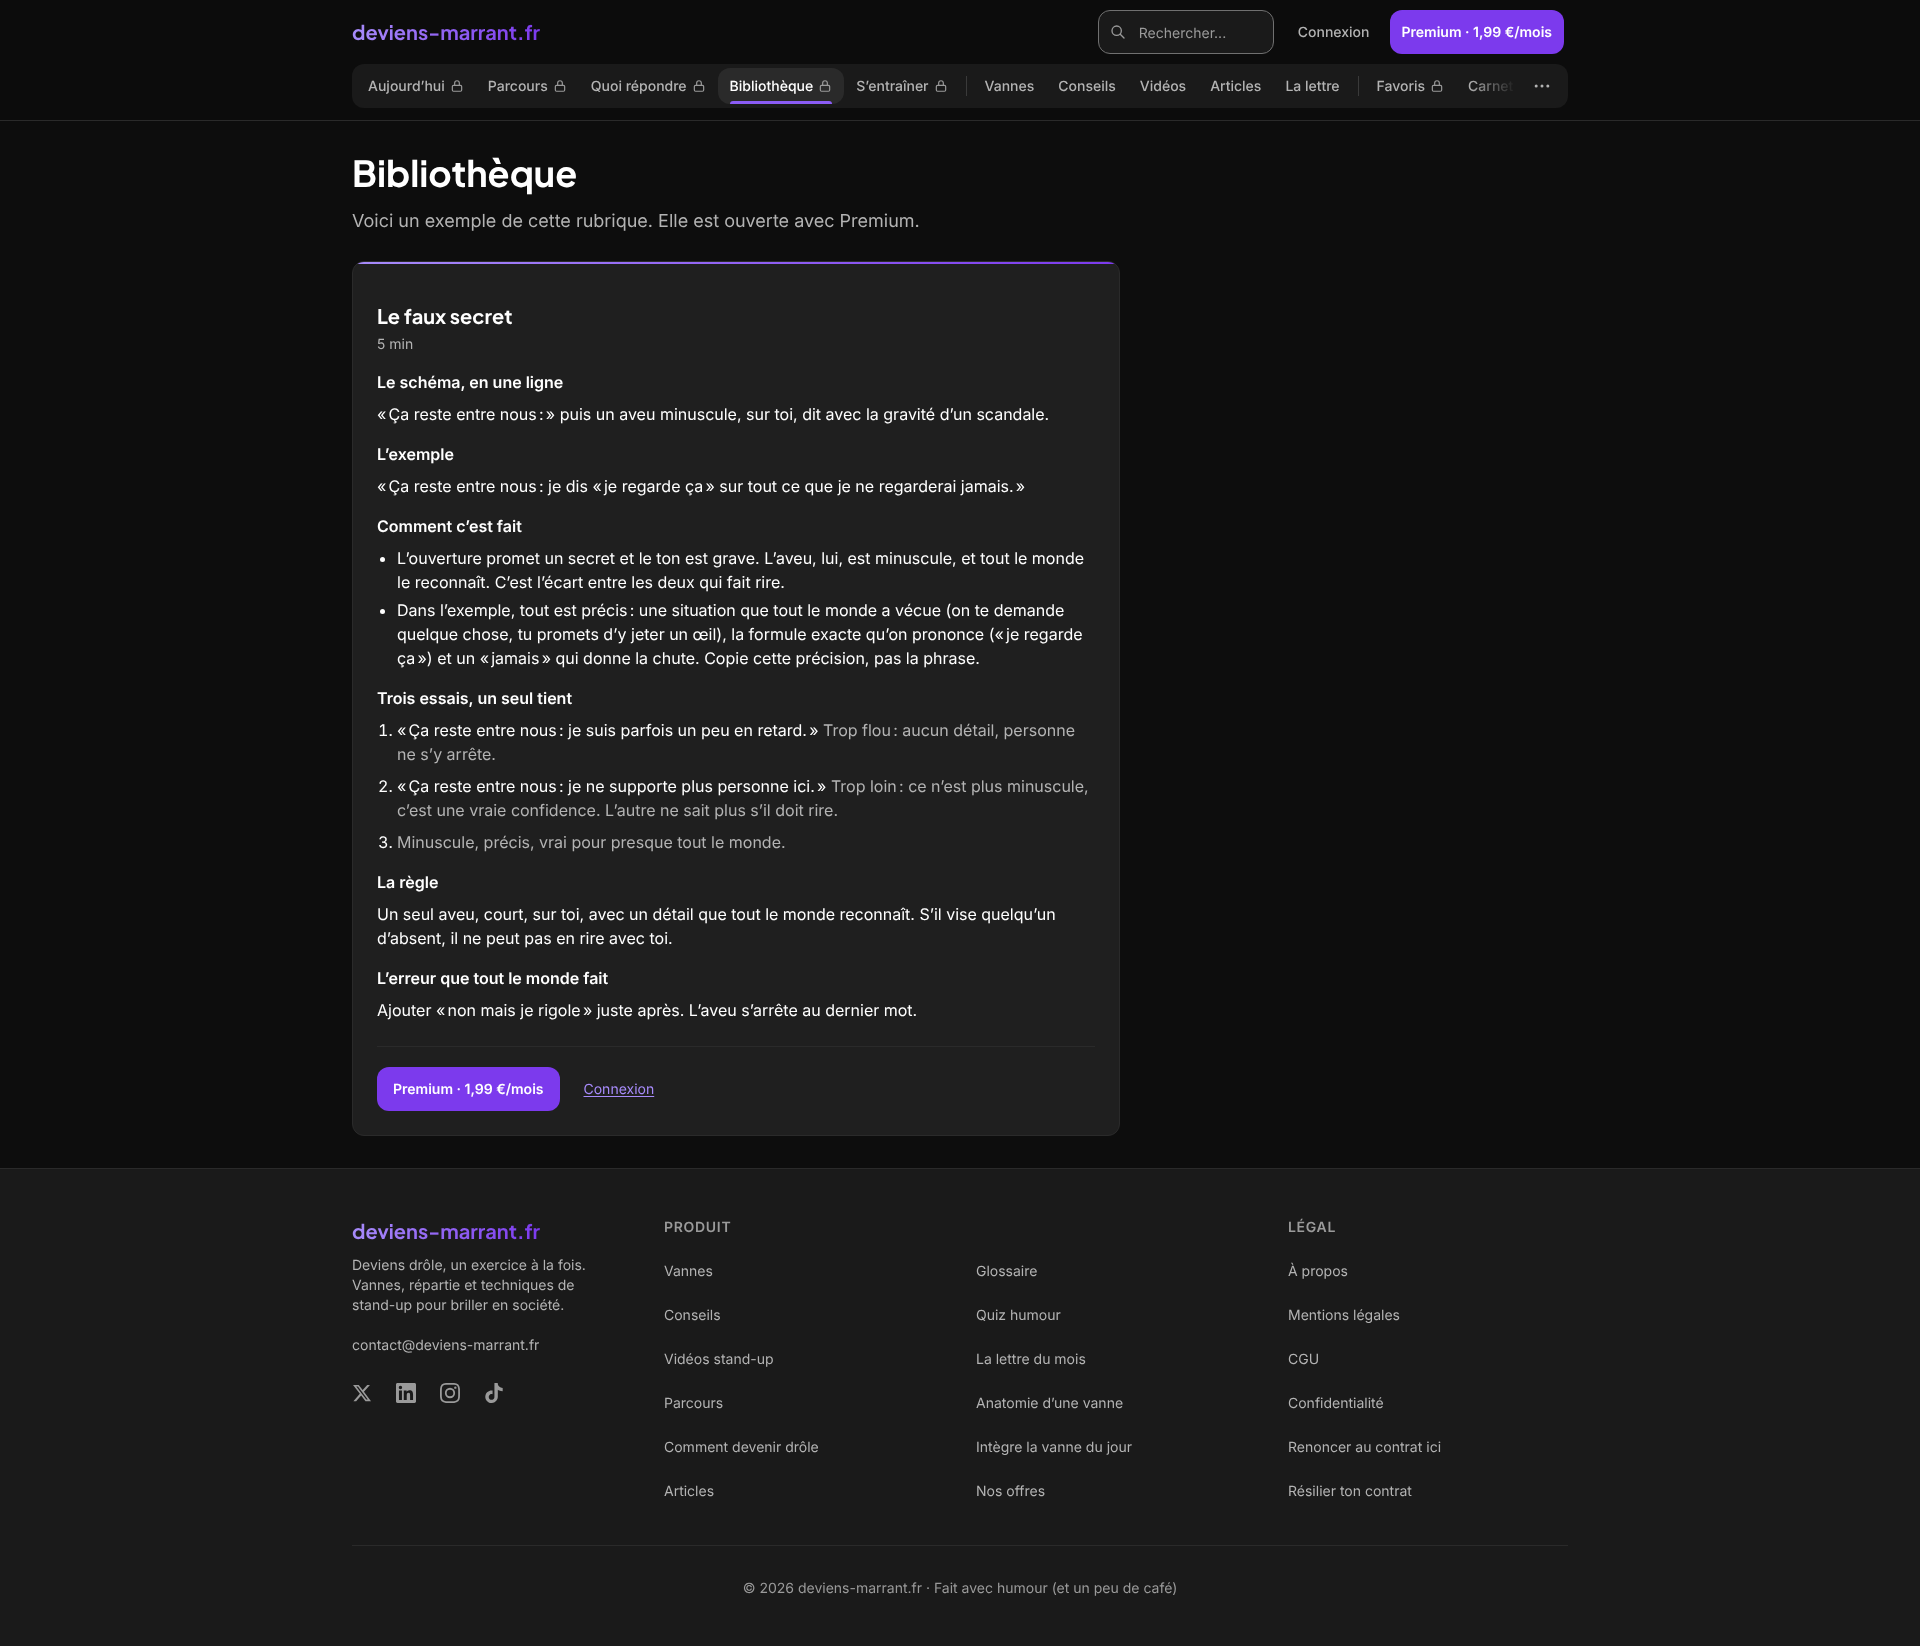 deviens-marrant.fr
Rechercher...
Connexion
Premium · 1,99 €/mois
Aujourd’hui
Parcours
Quoi répondre
Bibliothèque
S’entraîner
Vannes
Conseils
Vidéos
Articles
La lettre
Favoris
Carnet
Bibliothèque
Voici un exemple de cette rubrique. Elle est ouverte avec Premium.
Le faux secret
5 min
Le schéma, en une ligne
« Ça reste entre nous : » puis un aveu minuscule, sur toi, dit avec la gravité d’un scandale.
L’exemple
« Ça reste entre nous : je dis « je regarde ça » sur tout ce que je ne regarderai jamais. »
Comment c’est fait
• L’ouverture promet un secret et le ton est grave. L’aveu, lui, est minuscule, et tout le monde
le reconnaît. C’est l’écart entre les deux qui fait rire.
• Dans l’exemple, tout est précis : une situation que tout le monde a vécue (on te demande
quelque chose, tu promets d’y jeter un œil), la formule exacte qu’on prononce (« je regarde
ça ») et un « jamais » qui donne la chute. Copie cette précision, pas la phrase.
Trois essais, un seul tient
1. « Ça reste entre nous : je suis parfois un peu en retard. » Trop flou : aucun détail, personne
ne s’y arrête.
2. « Ça reste entre nous : je ne supporte plus personne ici. » Trop loin : ce n’est plus minuscule,
c’est une vraie confidence. L’autre ne sait plus s’il doit rire.
3. Minuscule, précis, vrai pour presque tout le monde.
La règle
Un seul aveu, court, sur toi, avec un détail que tout le monde reconnaît. S’il vise quelqu’un
d’absent, il ne peut pas en rire avec toi.
L’erreur que tout le monde fait
Ajouter « non mais je rigole » juste après. L’aveu s’arrête au dernier mot.
Premium · 1,99 €/mois
Connexion
deviens-marrant.fr
Deviens drôle, un exercice à la fois.
Vannes, répartie et techniques de
stand-up pour briller en société.
contact@deviens-marrant.fr
PRODUIT
Vannes
Conseils
Vidéos stand-up
Parcours
Comment devenir drôle
Articles
Glossaire
Quiz humour
La lettre du mois
Anatomie d’une vanne
Intègre la vanne du jour
Nos offres
LÉGAL
À propos
Mentions légales
CGU
Confidentialité
Renoncer au contrat ici
Résilier ton contrat
© 2026 deviens-marrant.fr · Fait avec humour (et un peu de café)